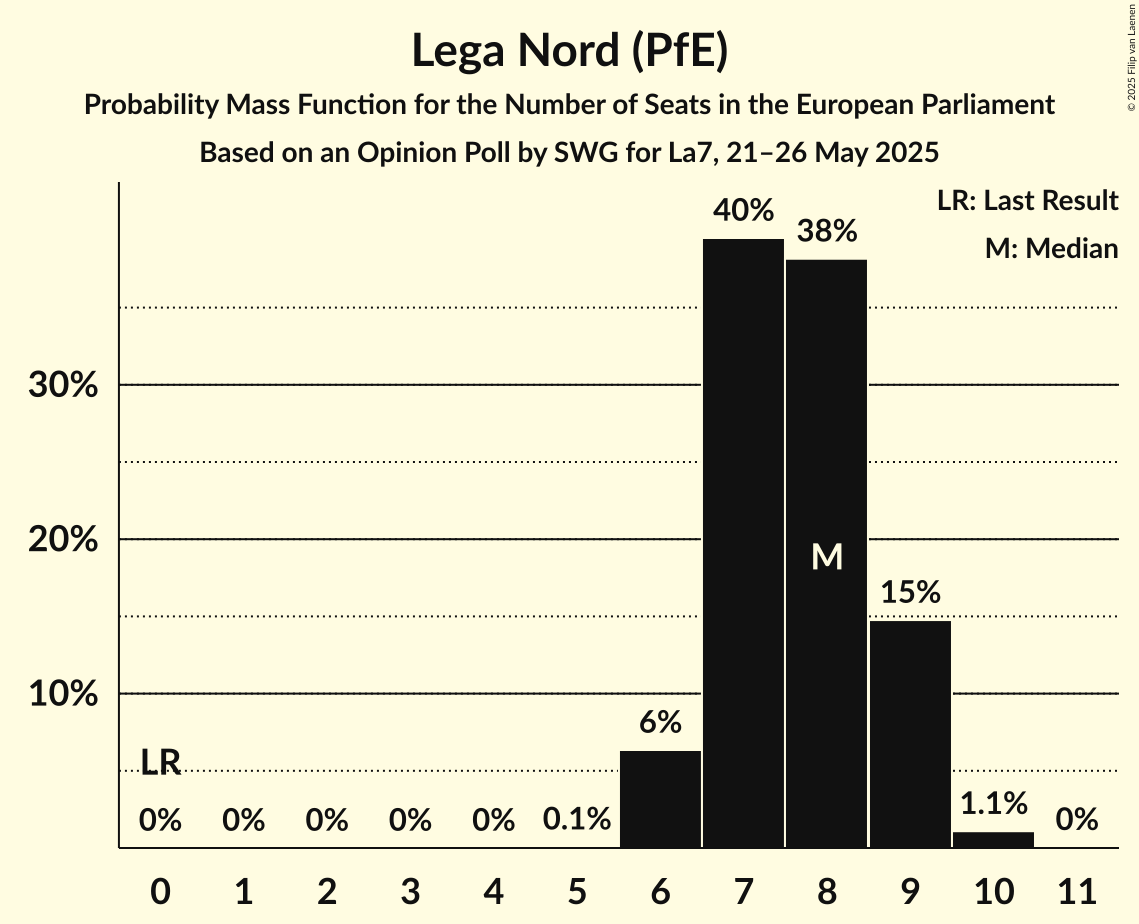 Lega Nord (PfE)
Probability Mass Function for the Number of Seats in the European Parliament
Based on an Opinion Poll by SWG for La7, 21–26 May 2025
© 2025 Filip van Laenen
LR: Last Result
M: Median
40%
38%
30%
20%
M
15%
10%
6%
LR
0% 0% 0% 0% 0% 0.1% 1.1% 0%
0 1 2 3 4 5 6 7 8 9 10 11